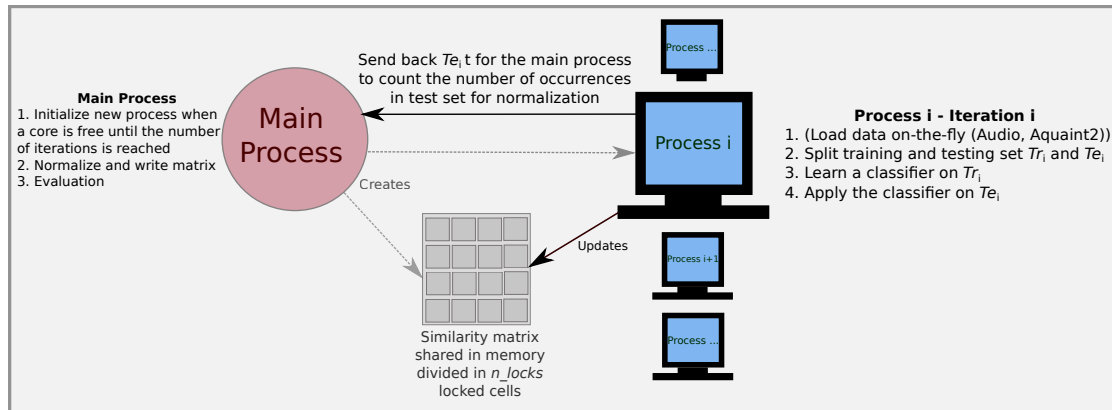 Process ...
Send back Teᵢ t for the main process
to count the number of occurrences
in test set for normalization
Main Process
1. Initialize new process when
a core is free until the number
of iterations is reached
2. Normalize and write matrix
3. Evaluation
Main
Process
Process i
Process i - Iteration i
1. (Load data on-the-fly (Audio, Aquaint2))
2. Split training and testing set Trᵢ and Teᵢ
3. Learn a classifier on Trᵢ
4. Apply the classifier on Teᵢ
Creates
Updates
Process i+1
Process ...
Similarity matrix
shared in memory
divided in n_locks
locked cells